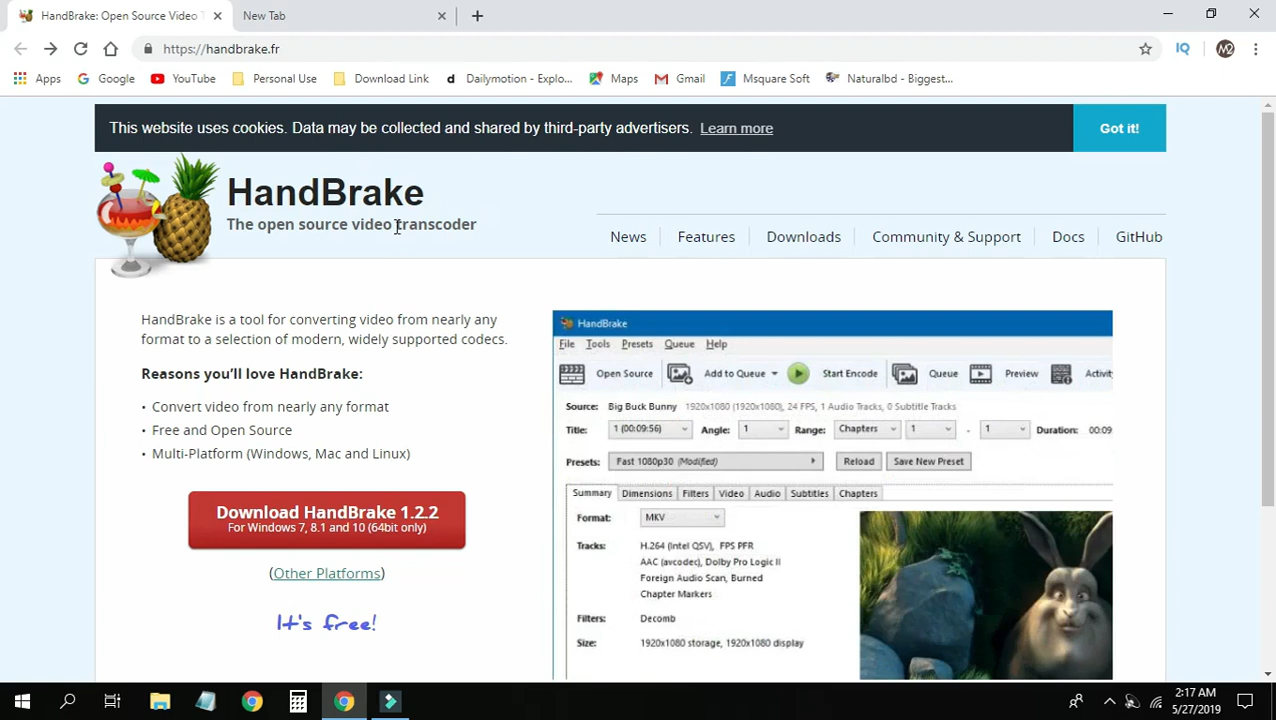 HandBrake: Open Source Video T
New Tab
https://handbrake.fr
IQ
M2
Apps
Google
YouTube
Personal Use
Download Link
d Dailymotion - Explo...
Maps
Gmail
Msquare Soft
Naturalbd - Biggest...
This website uses cookies. Data may be collected and shared by third-party advertisers. Learn more
Got it!
HandBrake
The open source video transcoder
News
Features
Downloads
Community & Support
Docs
GitHub
HandBrake is a tool for converting video from nearly any
format to a selection of modern, widely supported codecs.
Reasons you'll love HandBrake:
• Convert video from nearly any format
• Free and Open Source
• Multi-Platform (Windows, Mac and Linux)
Download HandBrake 1.2.2
For Windows 7, 8.1 and 10 (64bit only)
(Other Platforms)
It's free!
HandBrake
File Tools Presets Queue Help
Open Source Add to Queue Start Encode Queue Preview Activit
Source: Big Buck Bunny 1920x1080 (1920x1080), 24 FPS, 1 Audio Tracks, 0 Subtitle Tracks
Title: 1 (00:09:56) Angle: 1 Range: Chapters 1 - 1 Duration: 00:09
Presets: Fast 1080p30 (Modified) Reload Save New Preset
Summary Dimensions Filters Video Audio Subtitles Chapters
Format: MKV
Tracks: H.264 (Intel QSV), FPS PFR
AAC (avcodec), Dolby Pro Logic II
Foreign Audio Scan, Burned
Chapter Markers
Filters: Decomb
Size: 1920x1080 storage, 1920x1080 display
2:17 AM
5/27/2019